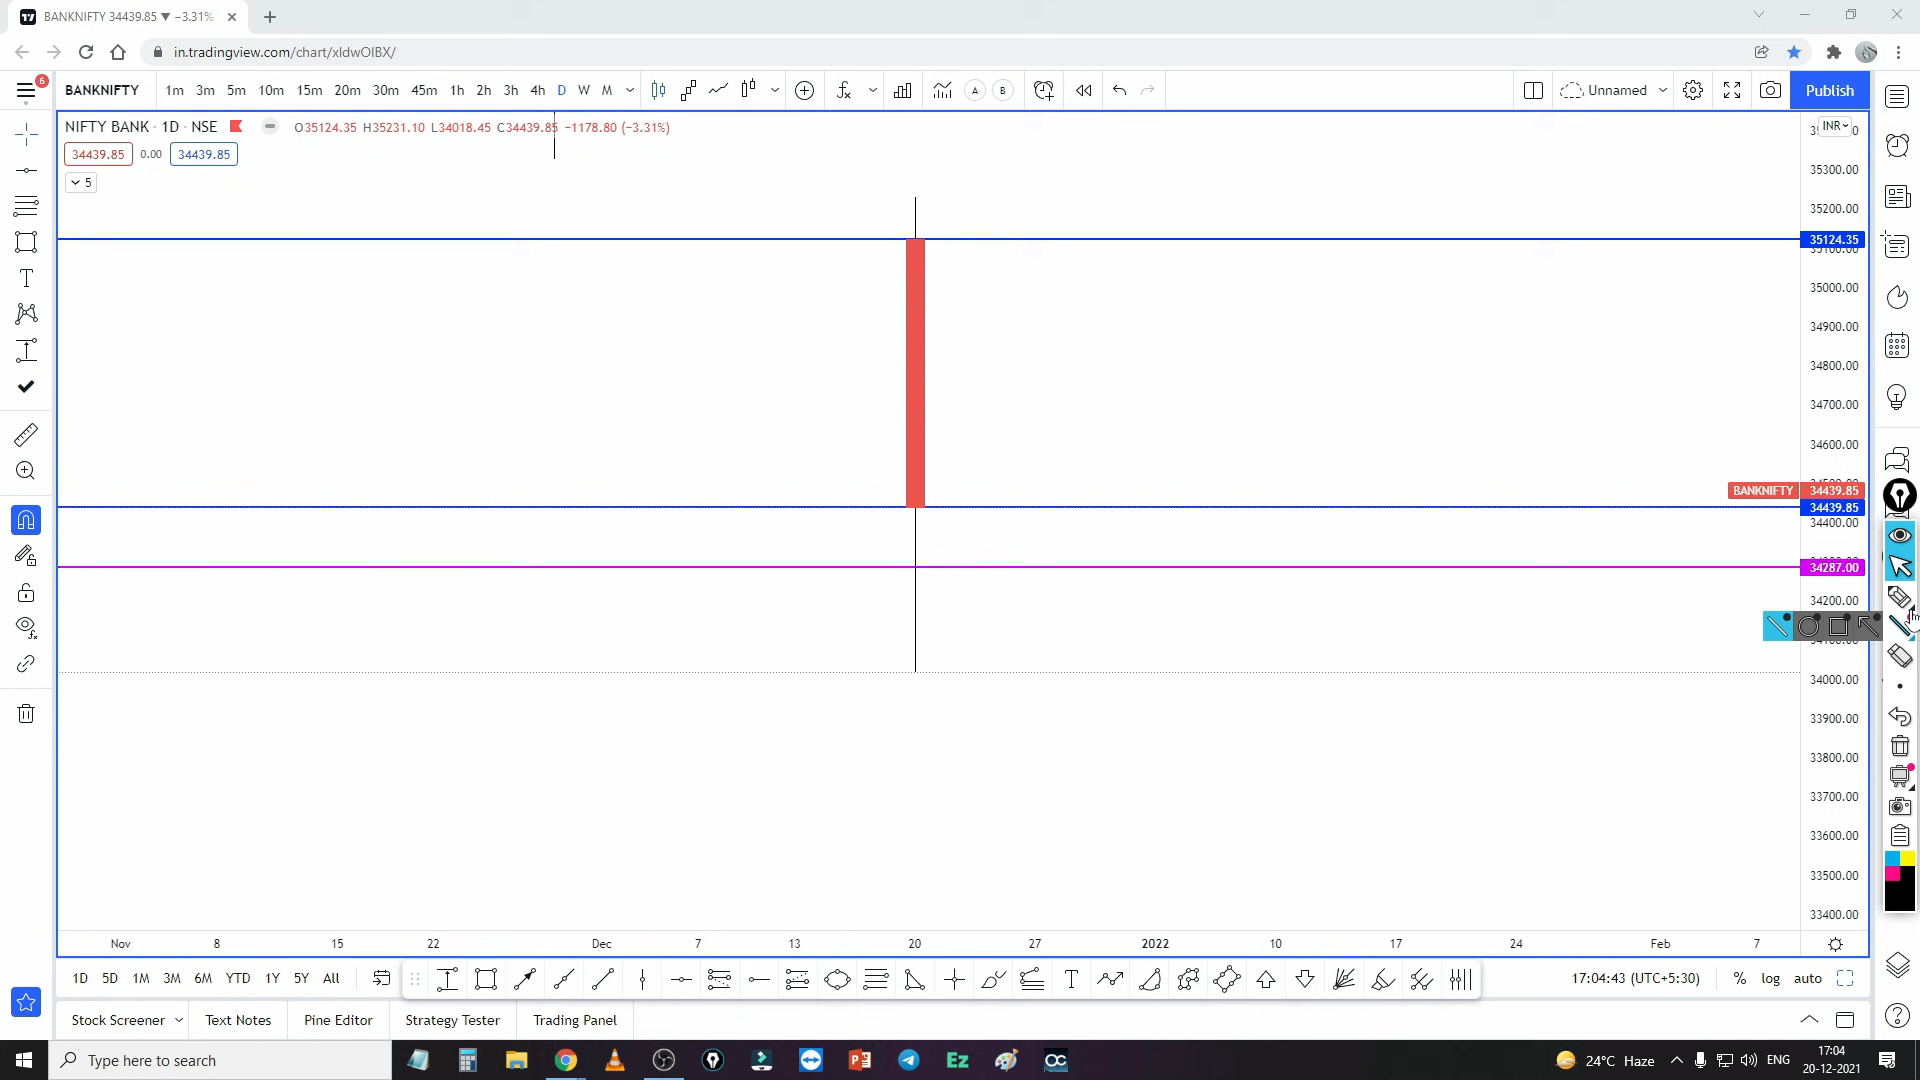 BANKNIFTY 34439.85 ▼ −3.31%
in.tradingview.com/chart/xldwOIBX/
6
BANKNIFTY 1m 3m 5m 10m 15m 20m 30m 45m 1h 2h 3h 4h D W M A B Unnamed Publish
NIFTY BANK · 1D · NSE O35124.35 H35231.10 L34018.45 C34439.85 −1178.80 (−3.31%)
INR
34439.85 0.00 34439.85
5
35300.00
35200.00
35124.35
35100.00
35000.00
34900.00
34800.00
34700.00
34600.00
BANKNIFTY 34439.85
34439.85
34400.00
34287.00
34200.00
34000.00
33900.00
33800.00
33700.00
33600.00
33500.00
33400.00
Nov 8 15 22 Dec 7 13 20 27 2022 10 17 24 Feb 7
1D 5D 1M 3M 6M YTD 1Y 5Y All 17:04:43 (UTC+5:30) % log auto
Stock Screener Text Notes Pine Editor Strategy Tester Trading Panel
Type here to search Ez OC 24°C Haze ENG 17:04
20-12-2021